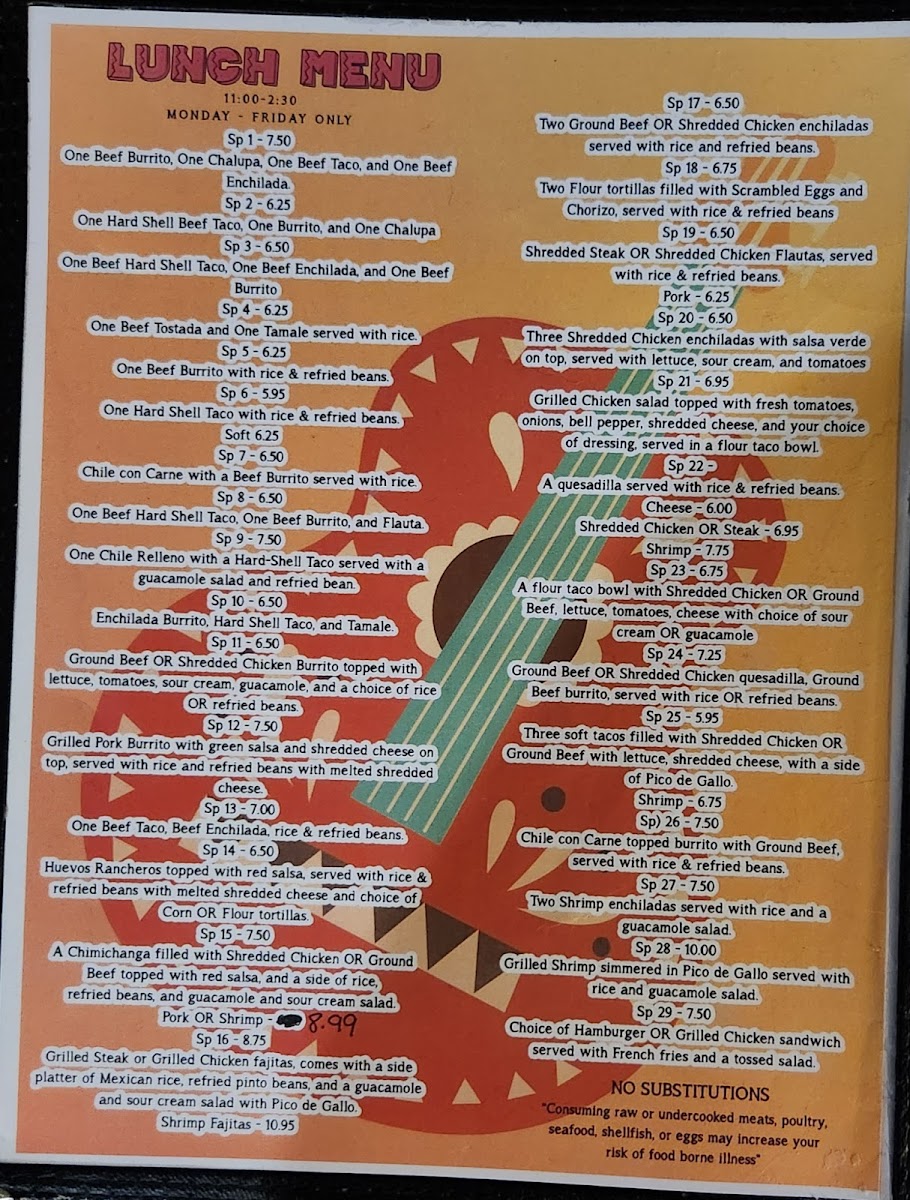 LUNCH MENU
11:00-2:30
MONDAY - FRIDAY ONLY
Sp 1 - 7.50
One Beef Burrito, One Chalupa, One Beef Taco, and One Beef
Enchilada.
Sp 2 - 6.25
One Hard Shell Beef Taco, One Burrito, and One Chalupa
Sp 3 - 6.50
One Beef Hard Shell Taco, One Beef Enchilada, and One Beef
Burrito
Sp 4 - 6.25
One Beef Tostada and One Tamale served with rice.
Sp 5 - 6.25
One Beef Burrito with rice & refried beans.
Sp 6 - 5.95
One Hard Shell Taco with rice & refried beans.
Soft 6.25
Sp 7 - 6.50
Chile con Carne with a Beef Burrito served with rice.
Sp 8 - 6.50
One Beef Hard Shell Taco, One Beef Burrito, and Flauta.
Sp 9 - 7.50
One Chile Relleno with a Hard-Shell Taco served with a
guacamole salad and refried bean.
Sp 10 - 6.50
Enchilada Burrito, Hard Shell Taco, and Tamale.
Sp 11 - 6.50
Ground Beef OR Shredded Chicken Burrito topped with
lettuce, tomatoes, sour cream, guacamole, and a choice of rice
OR refried beans.
Sp 12 - 7.50
Grilled Pork Burrito with green salsa and shredded cheese on
top, served with rice and refried beans with melted shredded
cheese.
Sp 13 - 7.00
One Beef Taco, Beef Enchilada, rice & refried beans.
Sp 14 - 6.50
Huevos Rancheros topped with red salsa, served with rice &
refried beans with melted shredded cheese and choice of
Corn OR Flour tortillas.
Sp 15 - 7.50
A Chimichanga filled with Shredded Chicken OR Ground
Beef topped with red salsa, and a side of rice,
refried beans, and guacamole and sour cream salad.
Pork OR Shrimp - 8.99
Sp 16 - 8.75
Grilled Steak or Grilled Chicken fajitas, comes with a side
platter of Mexican rice, refried pinto beans, and a guacamole
and sour cream salad with Pico de Gallo.
Shrimp Fajitas - 10.95
Sp 17 - 6.50
Two Ground Beef OR Shredded Chicken enchiladas
served with rice and refried beans.
Sp 18 - 6.75
Two Flour tortillas filled with Scrambled Eggs and
Chorizo, served with rice & refried beans
Sp 19 - 6.50
Shredded Steak OR Shredded Chicken Flautas, served
with rice & refried beans.
Pork - 6.25
Sp 20 - 6.50
Three Shredded Chicken enchiladas with salsa verde
on top, served with lettuce, sour cream, and tomatoes
Sp 21 - 6.95
Grilled Chicken salad topped with fresh tomatoes,
onions, bell pepper, shredded cheese, and your choice
of dressing, served in a flour taco bowl.
Sp 22 -
A quesadilla served with rice & refried beans.
Cheese - 6.00
Shredded Chicken OR Steak - 6.95
Shrimp - 7.75
Sp 23 - 6.75
A flour taco bowl with Shredded Chicken OR Ground
Beef, lettuce, tomatoes, cheese with choice of sour
cream OR guacamole
Sp 24 - 7.25
Ground Beef OR Shredded Chicken quesadilla, Ground
Beef burrito, served with rice OR refried beans.
Sp 25 - 5.95
Three soft tacos filled with Shredded Chicken OR
Ground Beef with lettuce, shredded cheese, with a side
of Pico de Gallo.
Shrimp - 6.75
Sp) 26 - 7.50
Chile con Carne topped burrito with Ground Beef,
served with rice & refried beans.
Sp 27 - 7.50
Two Shrimp enchiladas served with rice and a
guacamole salad.
Sp 28 - 10.00
Grilled Shrimp simmered in Pico de Gallo served with
rice and guacamole salad.
Sp 29 - 7.50
Choice of Hamburger OR Grilled Chicken sandwich
served with French fries and a tossed salad.
NO SUBSTITUTIONS
"Consuming raw or undercooked meats, poultry,
seafood, shellfish, or eggs may increase your
risk of food borne illness"